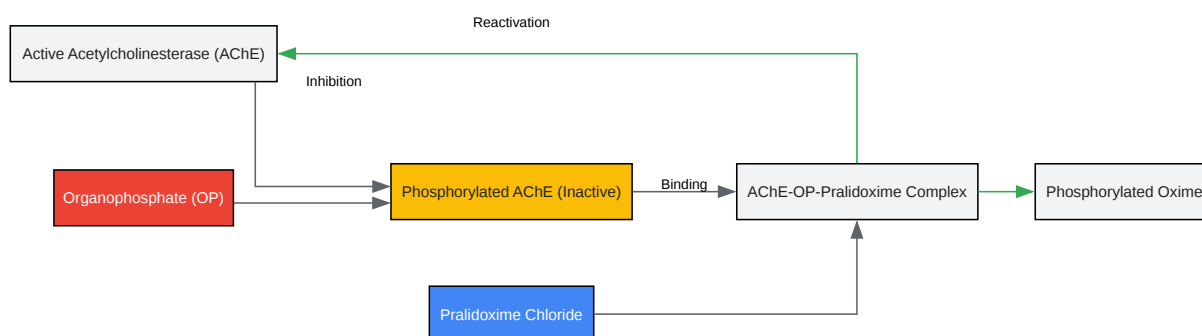 Reactivation
Active Acetylcholinesterase (AChE)
Inhibition
Organophosphate (OP)
Phosphorylated AChE (Inactive)
Binding
AChE-OP-Pralidoxime Complex
Phosphorylated Oxime
Pralidoxime Chloride